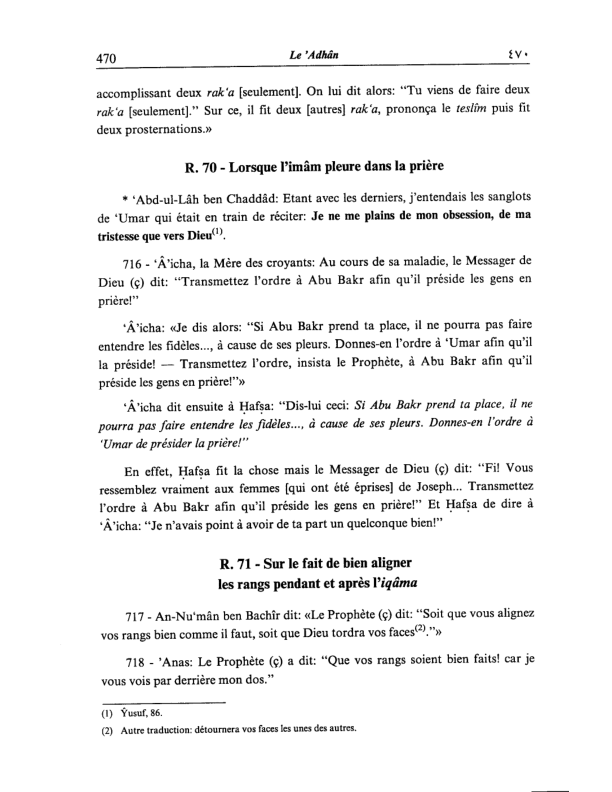 470 Le 'Adhân ٤٧٠
accomplissant deux rak'a [seulement]. On lui dit alors: “Tu viens de faire deux
rak'a [seulement].” Sur ce, il fit deux [autres] rak'a, prononça le teslîm puis fit
deux prosternations.»
R. 70 - Lorsque l'imâm pleure dans la prière
* ‘Abd-ul-Lâh ben Chaddâd: Etant avec les derniers, j'entendais les sanglots
de ‘Umar qui était en train de réciter: Je ne me plains de mon obsession, de ma
tristesse que vers Dieu(1).
716 - ‘Â'icha, la Mère des croyants: Au cours de sa maladie, le Messager de
Dieu (ç) dit: “Transmettez l'ordre à Abu Bakr afin qu'il préside les gens en
prière!”
‘Â'icha: «Je dis alors: “Si Abu Bakr prend ta place, il ne pourra pas faire
entendre les fidèles..., à cause de ses pleurs. Donnes-en l'ordre à ‘Umar afin qu'il
la préside! — Transmettez l'ordre, insista le Prophète, à Abu Bakr afin qu'il
préside les gens en prière!”»
‘Â'icha dit ensuite à Ḥafṣa: “Dis-lui ceci: Si Abu Bakr prend ta place, il ne
pourra pas faire entendre les fidèles..., à cause de ses pleurs. Donnes-en l'ordre à
'Umar de présider la prière!”
En effet, Ḥafṣa fit la chose mais le Messager de Dieu (ç) dit: “Fi! Vous
ressemblez vraiment aux femmes [qui ont été éprises] de Joseph... Transmettez
l'ordre à Abu Bakr afin qu'il préside les gens en prière!” Et Ḥafṣa de dire à
‘Â'icha: “Je n'avais point à avoir de ta part un quelconque bien!”
R. 71 - Sur le fait de bien aligner
les rangs pendant et après l'iqâma
717 - An-Nu‘mân ben Bachîr dit: «Le Prophète (ç) dit: “Soit que vous alignez
vos rangs bien comme il faut, soit que Dieu tordra vos faces(2).”»
718 - 'Anas: Le Prophète (ç) a dit: “Que vos rangs soient bien faits! car je
vous vois par derrière mon dos.”
(1) Ŷusuf, 86.
(2) Autre traduction: détournera vos faces les unes des autres.